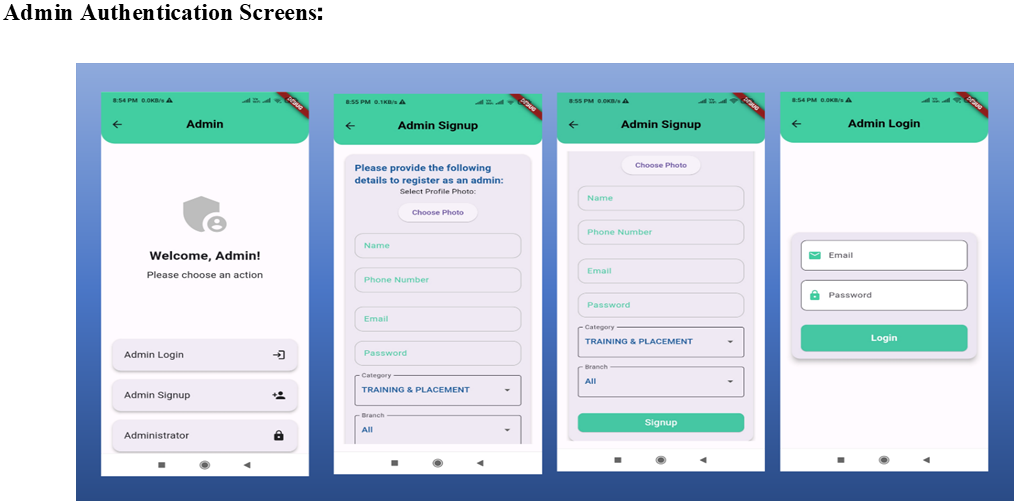 Admin Authentication Screens:
8:54 PM 0.0KB/s
DEBUG
Admin
Welcome, Admin!
Please choose an action
Admin Login
Admin Signup
Administrator
8:55 PM 0.1KB/s
DEBUG
Admin Signup
Please provide the following
details to register as an admin:
Select Profile Photo:
Choose Photo
Name
Phone Number
Email
Password
Category
TRAINING & PLACEMENT
Branch
All
8:55 PM 0.0KB/s
DEBUG
Admin Signup
Choose Photo
Name
Phone Number
Email
Password
Category
TRAINING & PLACEMENT
Branch
All
Signup
8:54 PM 0.0KB/s
DEBUG
Admin Login
Email
Password
Login